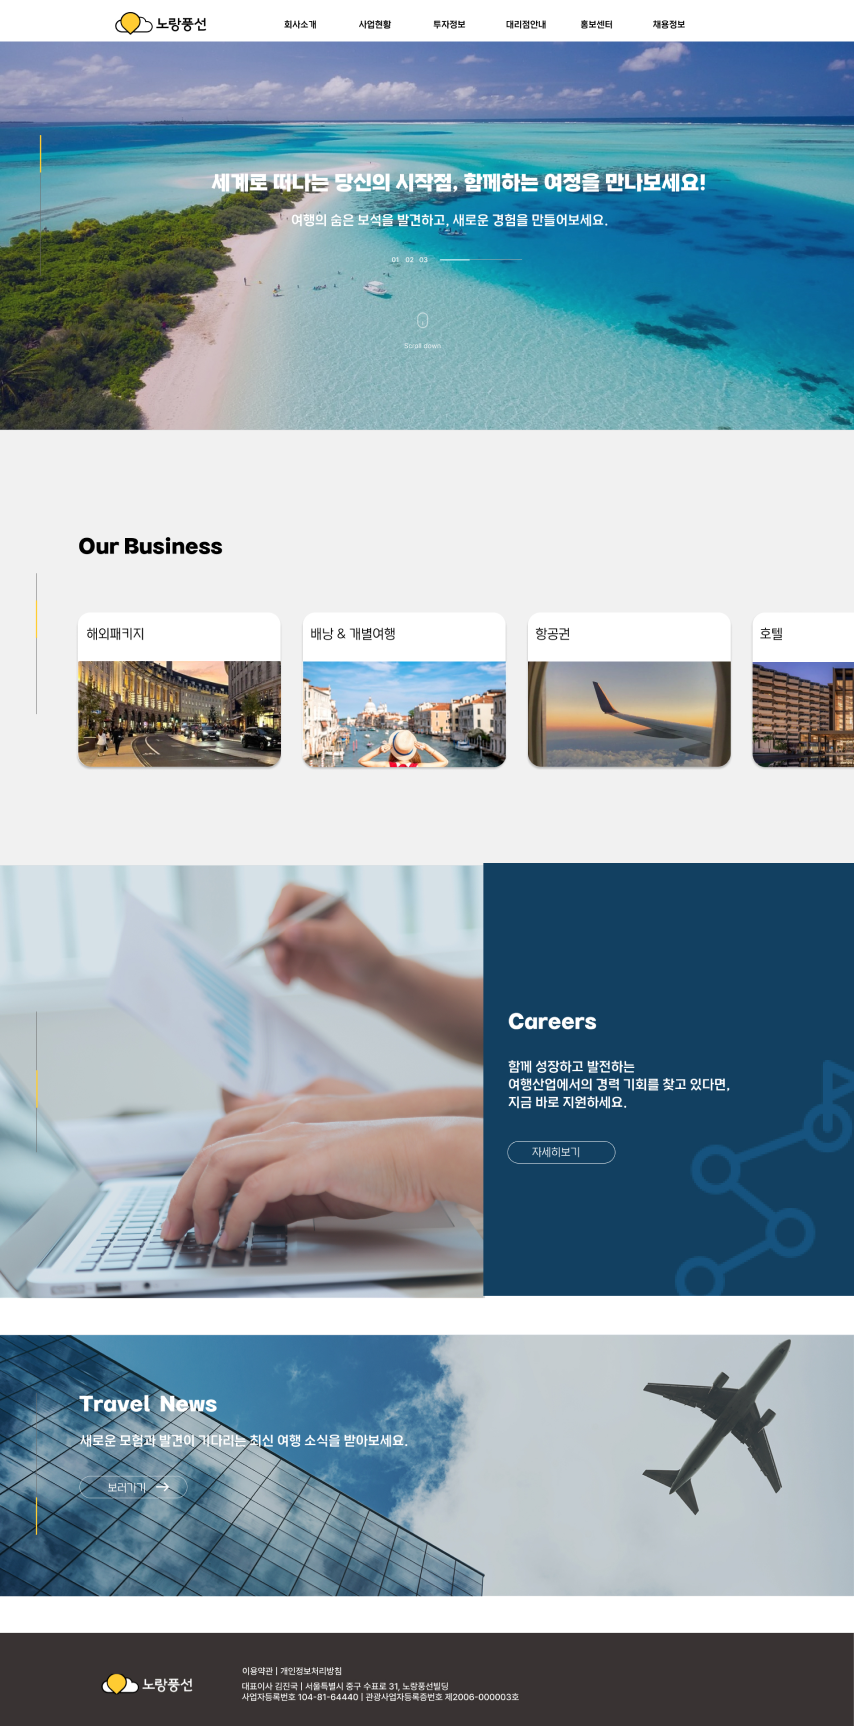 노랑풍선
회사소개 사업현황 투자정보 대리점안내 홍보센터 채용정보
세계로 떠나는 당신의 시작점, 함께하는 여정을 만나보세요!
여행의 숨은 보석을 발견하고, 새로운 경험을 만들어보세요.
01 02 03
Scroll down
Our Business
해외패키지
배낭 & 개별여행
항공권
호텔
Careers
함께 성장하고 발전하는
여행산업에서의 경력 기회를 찾고 있다면,
지금 바로 지원하세요.
자세히보기
Travel News
새로운 모험과 발견이 기다리는 최신 여행 소식을 받아보세요.
보러가기
노랑풍선
이용약관 | 개인정보처리방침
대표이사 김진국 | 서울특별시 중구 수표로 31, 노랑풍선빌딩
사업자등록번호 104-81-64440 | 관광사업자등록증번호 제2006-000003호